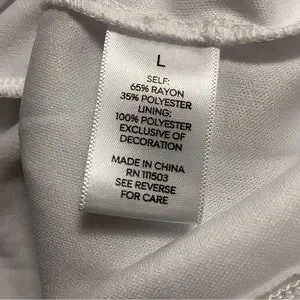 L
SELF:
65% RAYON
35% POLYESTER
LINING:
100% POLYESTER
EXCLUSIVE OF
DECORATION
MADE IN CHINA
RN 111503
SEE REVERSE
FOR CARE